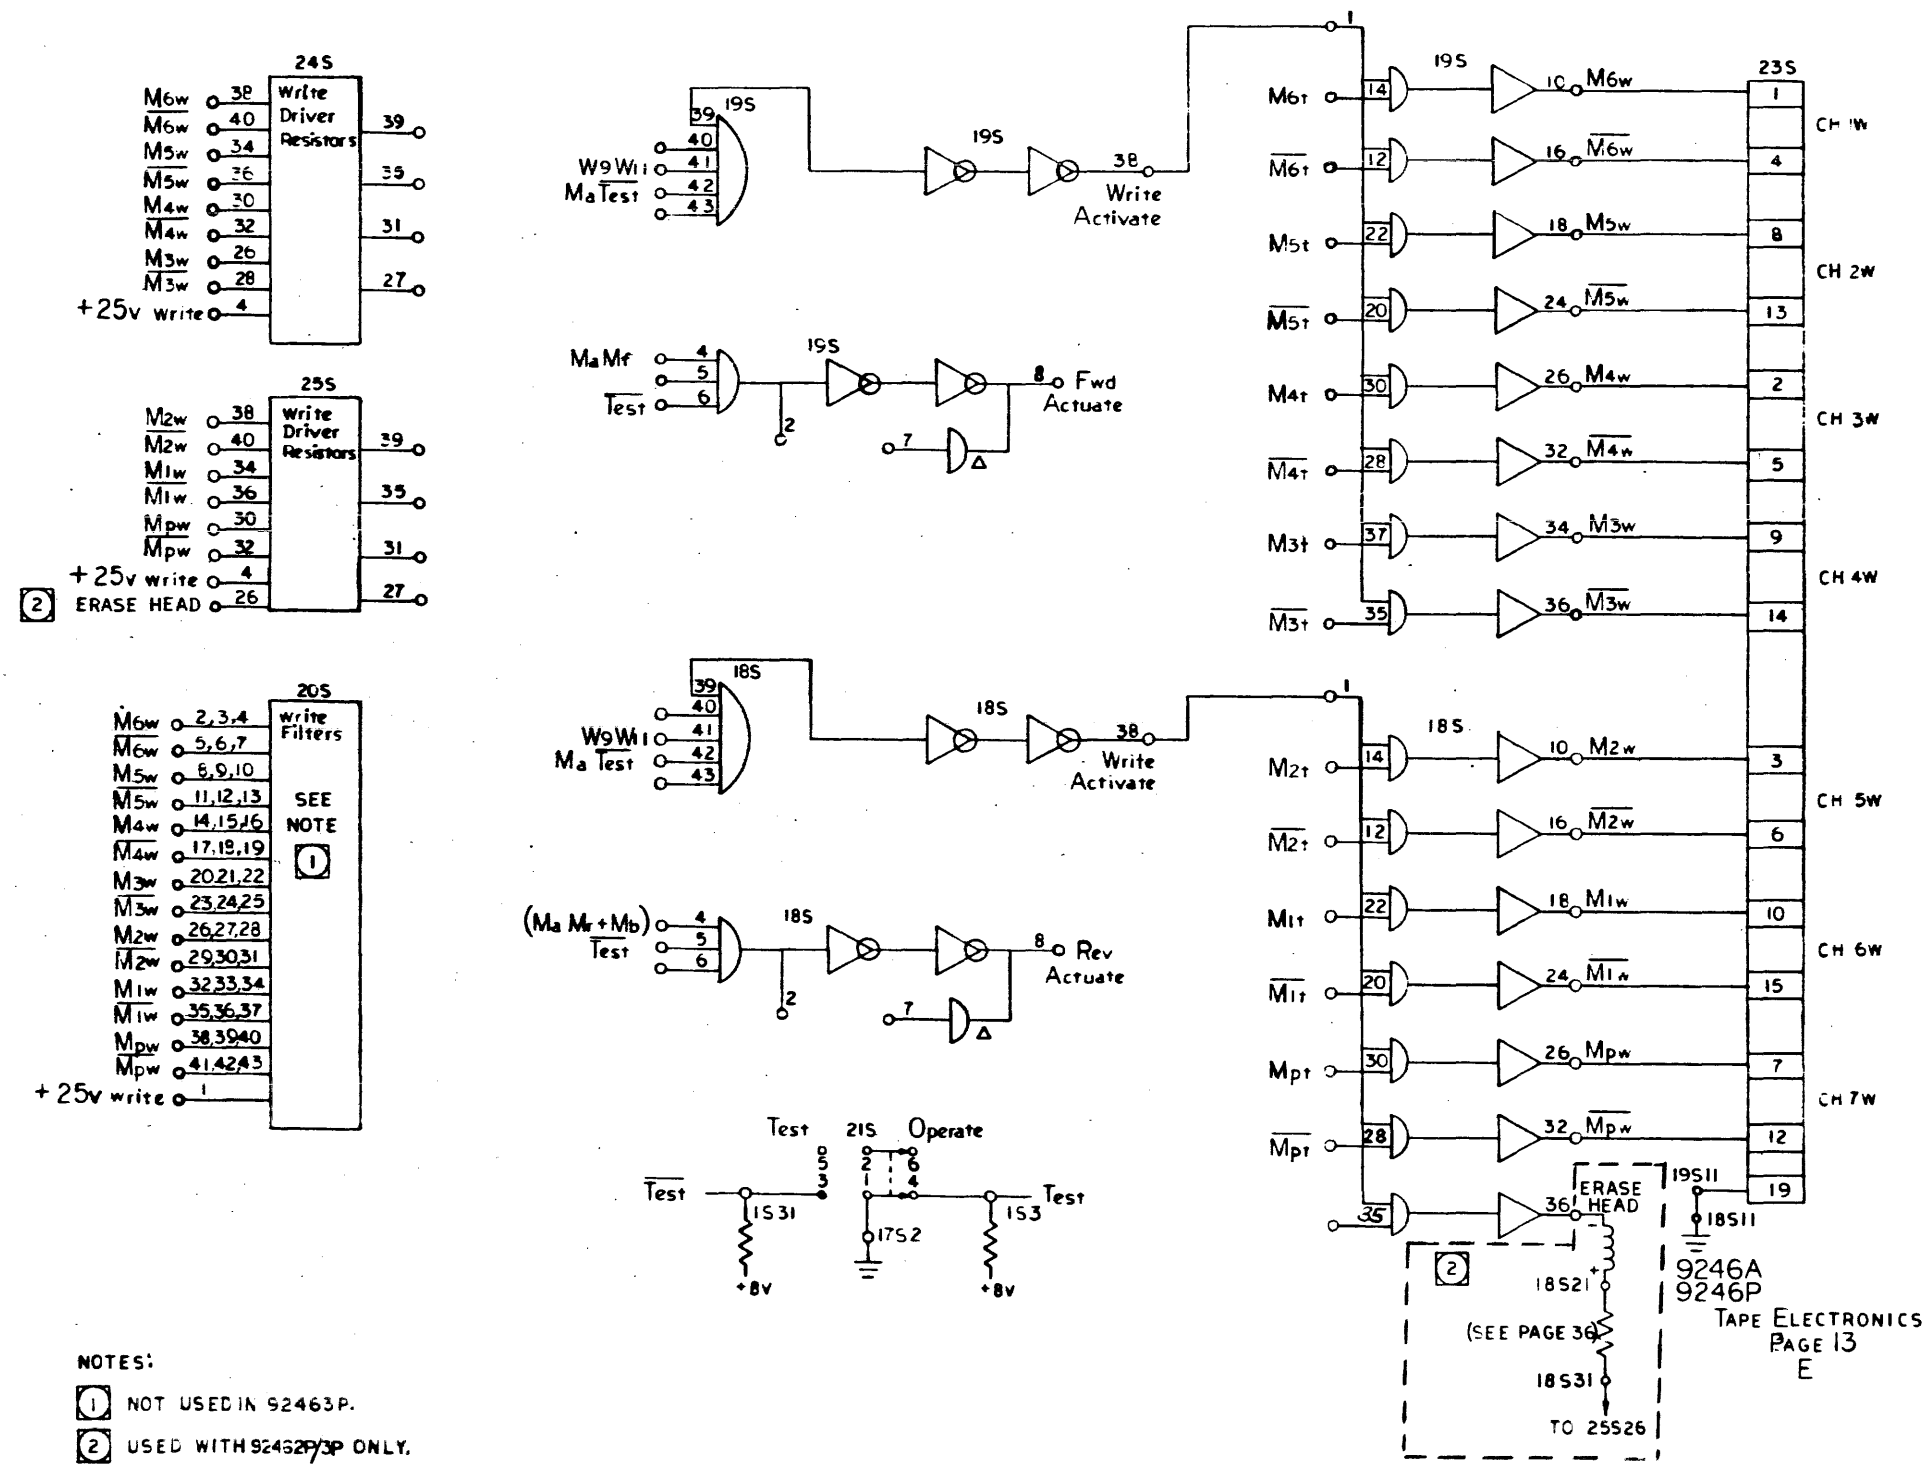 24S
Write
Driver
Resistors
M6w 38
M6w 40
M5w 34
M5w 36
M4w 30
M4w 32
M3w 26
M3w 28
+25v write 4
39
35
31
27
25S
Write
Driver
Resistors
M2w 38
M2w 40
M1w 34
M1w 36
Mpw 30
Mpw 32
+25v write 4
2 ERASE HEAD 26
39
35
31
27
20S
Write
Filters
SEE
NOTE
1
M6w 2,3,4
M6w 5,6,7
M5w 8,9,10
M5w 11,12,13
M4w 14,15,16
M4w 17,18,19
M3w 20,21,22
M3w 23,24,25
M2w 26,27,28
M2w 29,30,31
M1w 32,33,34
M1w 35,36,37
Mpw 38,39,40
Mpw 41,42,43
+25v write 1
19S
39
40
W9W11 41
MaTest 42
43
19S
38
Write
Activate
MaMf 4
5
Test 6
19S
2
7
Δ
8 Fwd
Actuate
18S
39
40
W9W11 41
Ma Test 42
43
18S
38
Write
Activate
(Ma Mr+Mb) 4
Test 5
6
18S
2
7
Δ
8 Rev
Actuate
Test 21S Operate
5 2 6
3 1 4
Test
1S31
+8v
17S2
1S3
Test
+8v
1
19S
23S
M6t 14 10 M6w 1
CH 1W
M6t 12 16 M6w 4
M5t 22 18 M5w 8
CH 2W
M5t 20 24 M5w 13
M4t 30 26 M4w 2
CH 3W
M4t 28 32 M4w 5
M3t 37 34 M3w 9
CH 4W
M3t 35 36 M3w 14
1
18S
M2t 14 10 M2w 3
CH 5W
M2t 12 16 M2w 6
M1t 22 18 M1w 10
CH 6W
M1t 20 24 M1w 15
Mpt 30 26 Mpw 7
CH 7W
Mpt 28 32 Mpw 12
35 36
ERASE
HEAD
19S11
19
18S11
2
+
18S21
(SEE PAGE 36)
18S31
TO 25S26
9246A
9246P
TAPE ELECTRONICS
PAGE 13
E
NOTES:
1 NOT USED IN 92463P.
2 USED WITH 92462P/3P ONLY.